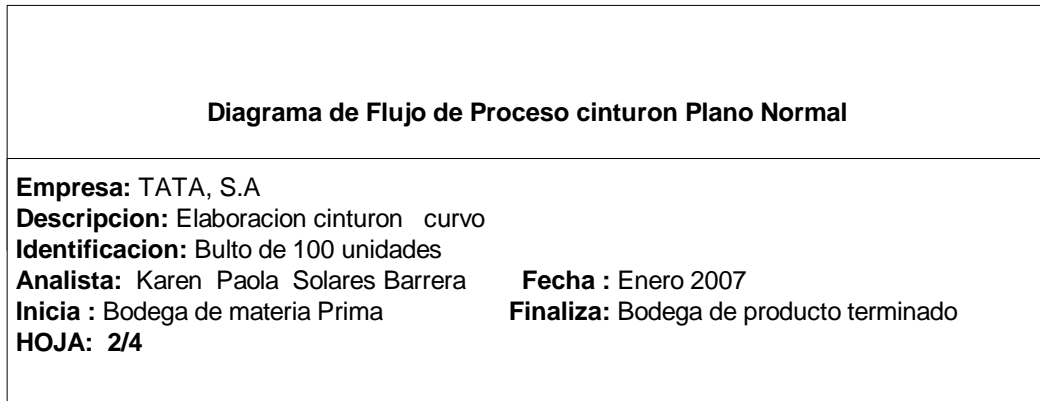 Diagrama de Flujo de Proceso cinturon Plano Normal
Empresa: TATA, S.A
Descripcion: Elaboracion cinturon curvo
Identificacion: Bulto de 100 unidades
Analista: Karen Paola Solares Barrera Fecha : Enero 2007
Inicia : Bodega de materia Prima Finaliza: Bodega de producto terminado
HOJA: 2/4